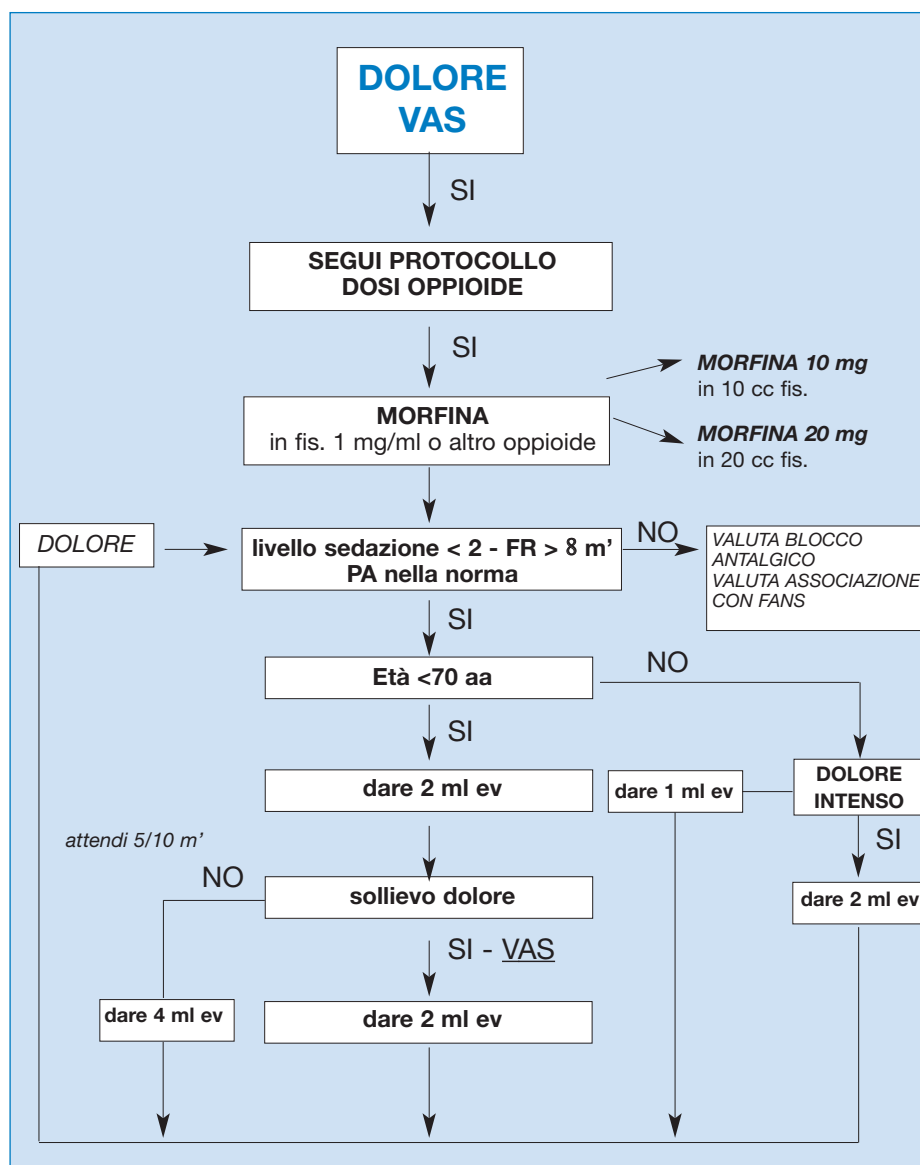 DOLORE
VAS
SI
SEGUI PROTOCOLLO
DOSI OPPIOIDE
SI
MORFINA 10 mg
in 10 cc fis.
MORFINA
in fis. 1 mg/ml o altro oppioide
MORFINA 20 mg
in 20 cc fis.
DOLORE
livello sedazione < 2 - FR > 8 m’
PA nella norma
NO
VALUTA BLOCCO
ANTALGICO
VALUTA ASSOCIAZIONE
CON FANS
SI
Età <70 aa
NO
SI
dare 2 ml ev
dare 1 ml ev
DOLORE
INTENSO
attendi 5/10 m’
SI
NO
sollievo dolore
dare 2 ml ev
SI - VAS
dare 4 ml ev
dare 2 ml ev